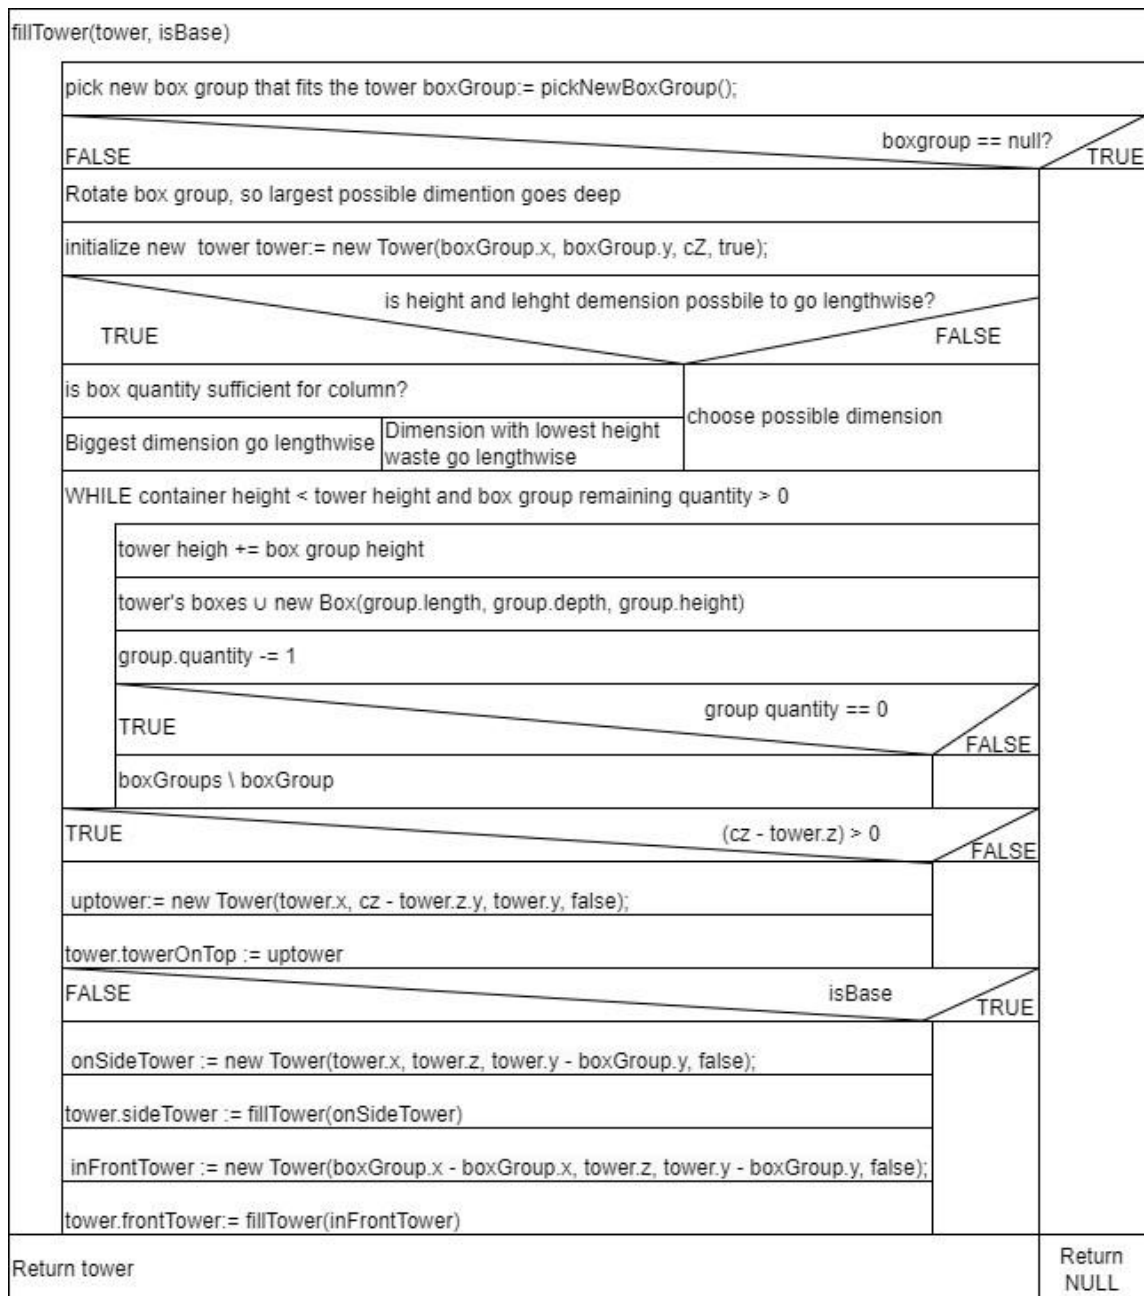 fillTower(tower, isBase)
pick new box group that fits the tower boxGroup:= pickNewBoxGroup();
boxgroup == null?
FALSE
TRUE
Rotate box group, so largest possible dimention goes deep
initialize new  tower tower:= new Tower(boxGroup.x, boxGroup.y, cZ, true);
is height and lehght demension possbile to go lengthwise?
TRUE
FALSE
is box quantity sufficient for column?
choose possible dimension
Biggest dimension go lengthwise
Dimension with lowest height
waste go lengthwise
WHILE container height < tower height and box group remaining quantity > 0
tower heigh += box group height
tower's boxes ∪ new Box(group.length, group.depth, group.height)
group.quantity -= 1
group quantity == 0
TRUE
FALSE
boxGroups \ boxGroup
TRUE
(cz - tower.z) > 0
FALSE
uptower:= new Tower(tower.x, cz - tower.z.y, tower.y, false);
tower.towerOnTop := uptower
FALSE
isBase
TRUE
onSideTower := new Tower(tower.x, tower.z, tower.y - boxGroup.y, false);
tower.sideTower := fillTower(onSideTower)
inFrontTower := new Tower(boxGroup.x - boxGroup.x, tower.z, tower.y - boxGroup.y, false);
tower.frontTower:= fillTower(inFrontTower)
Return tower
Return
NULL